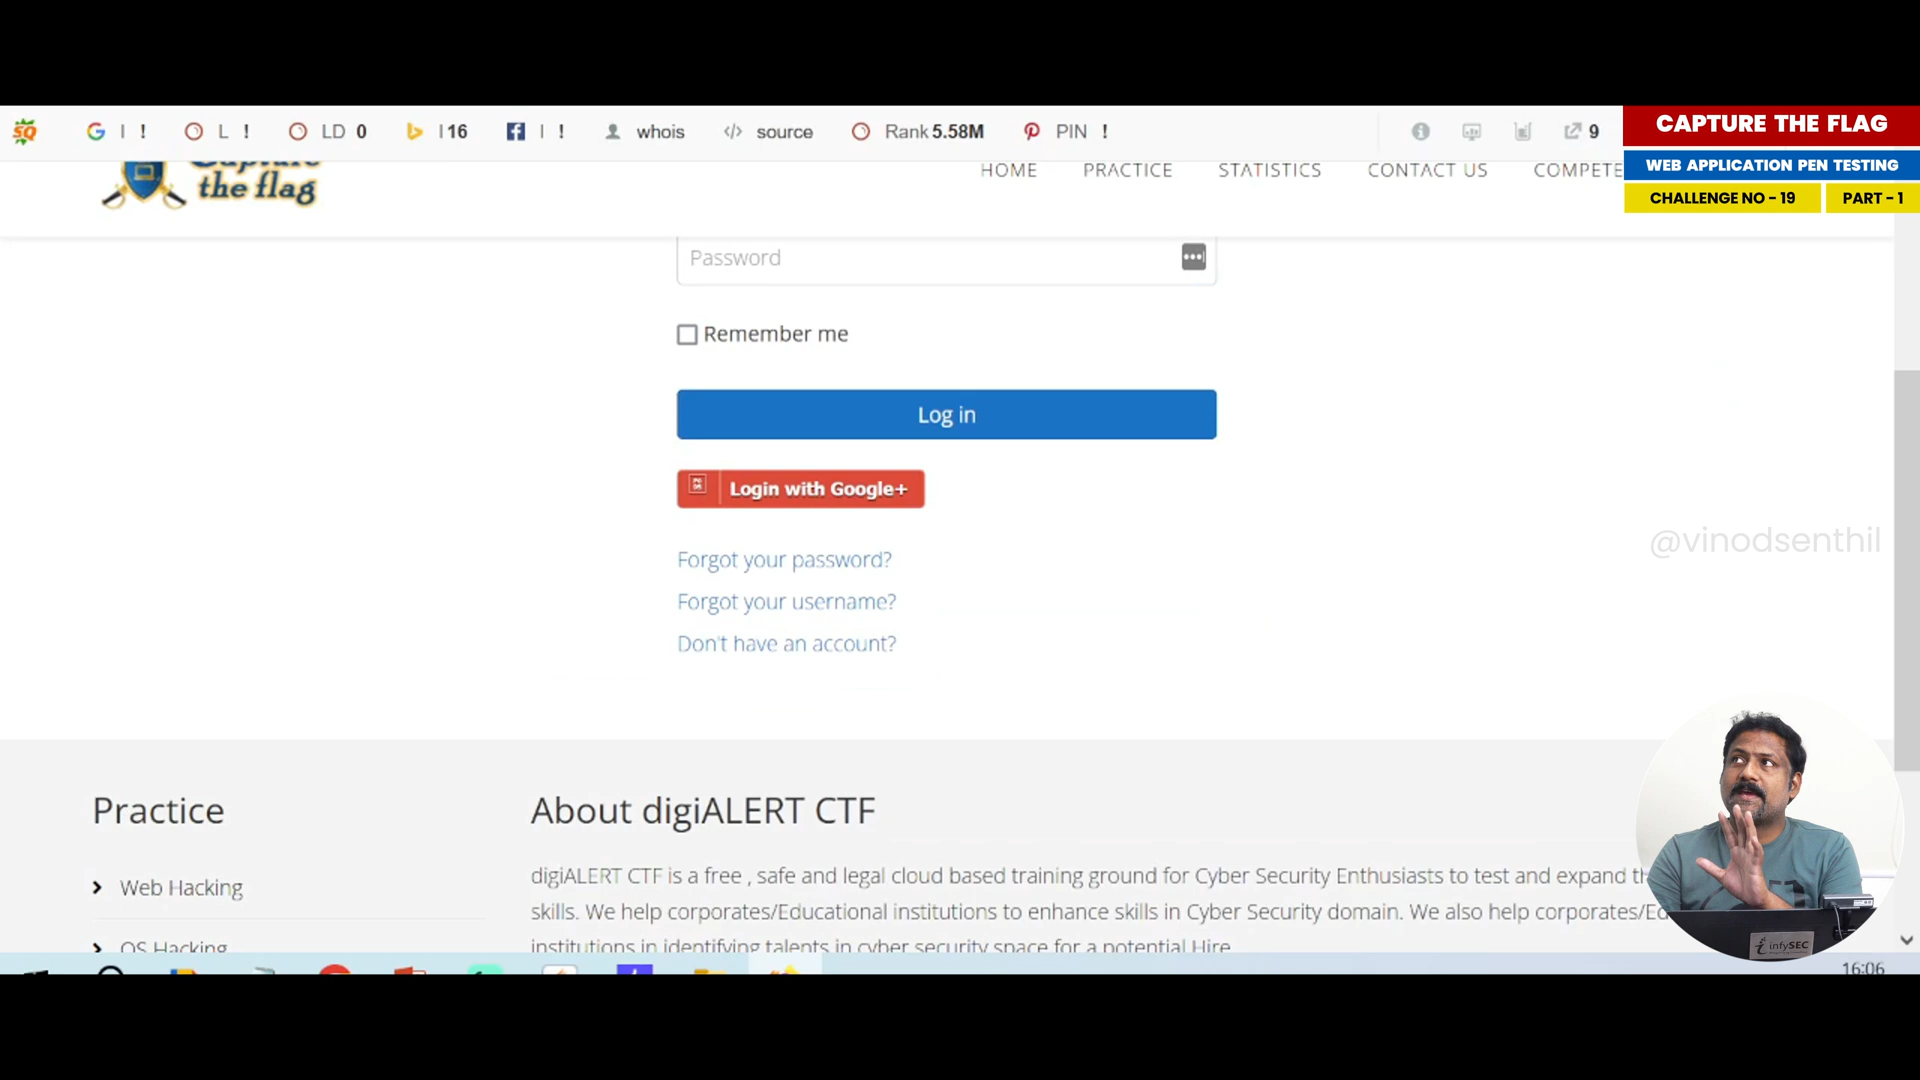 SQ
I ! L ! LD 0 I 16 I ! whois source Rank 5.58M PIN ! 9
CAPTURE THE FLAG
WEB APPLICATION PEN TESTING
CHALLENGE NO - 19 PART - 1
Capture
the flag
HOME PRACTICE STATISTICS CONTACT US COMPETE
Password
Remember me
Log in
Login with Google+
Forgot your password?
Forgot your username?
Don't have an account?
@vinodsenthil
Practice
Web Hacking
OS Hacking
About digiALERT CTF
digiALERT CTF is a free , safe and legal cloud based training ground for Cyber Security Enthusiasts to test and expand
skills. We help corporates/Educational institutions to enhance skills in Cyber Security domain. We also help corporates/
institutions in identifying talents in cyber security space for a potential Hire
infySEC
16:06